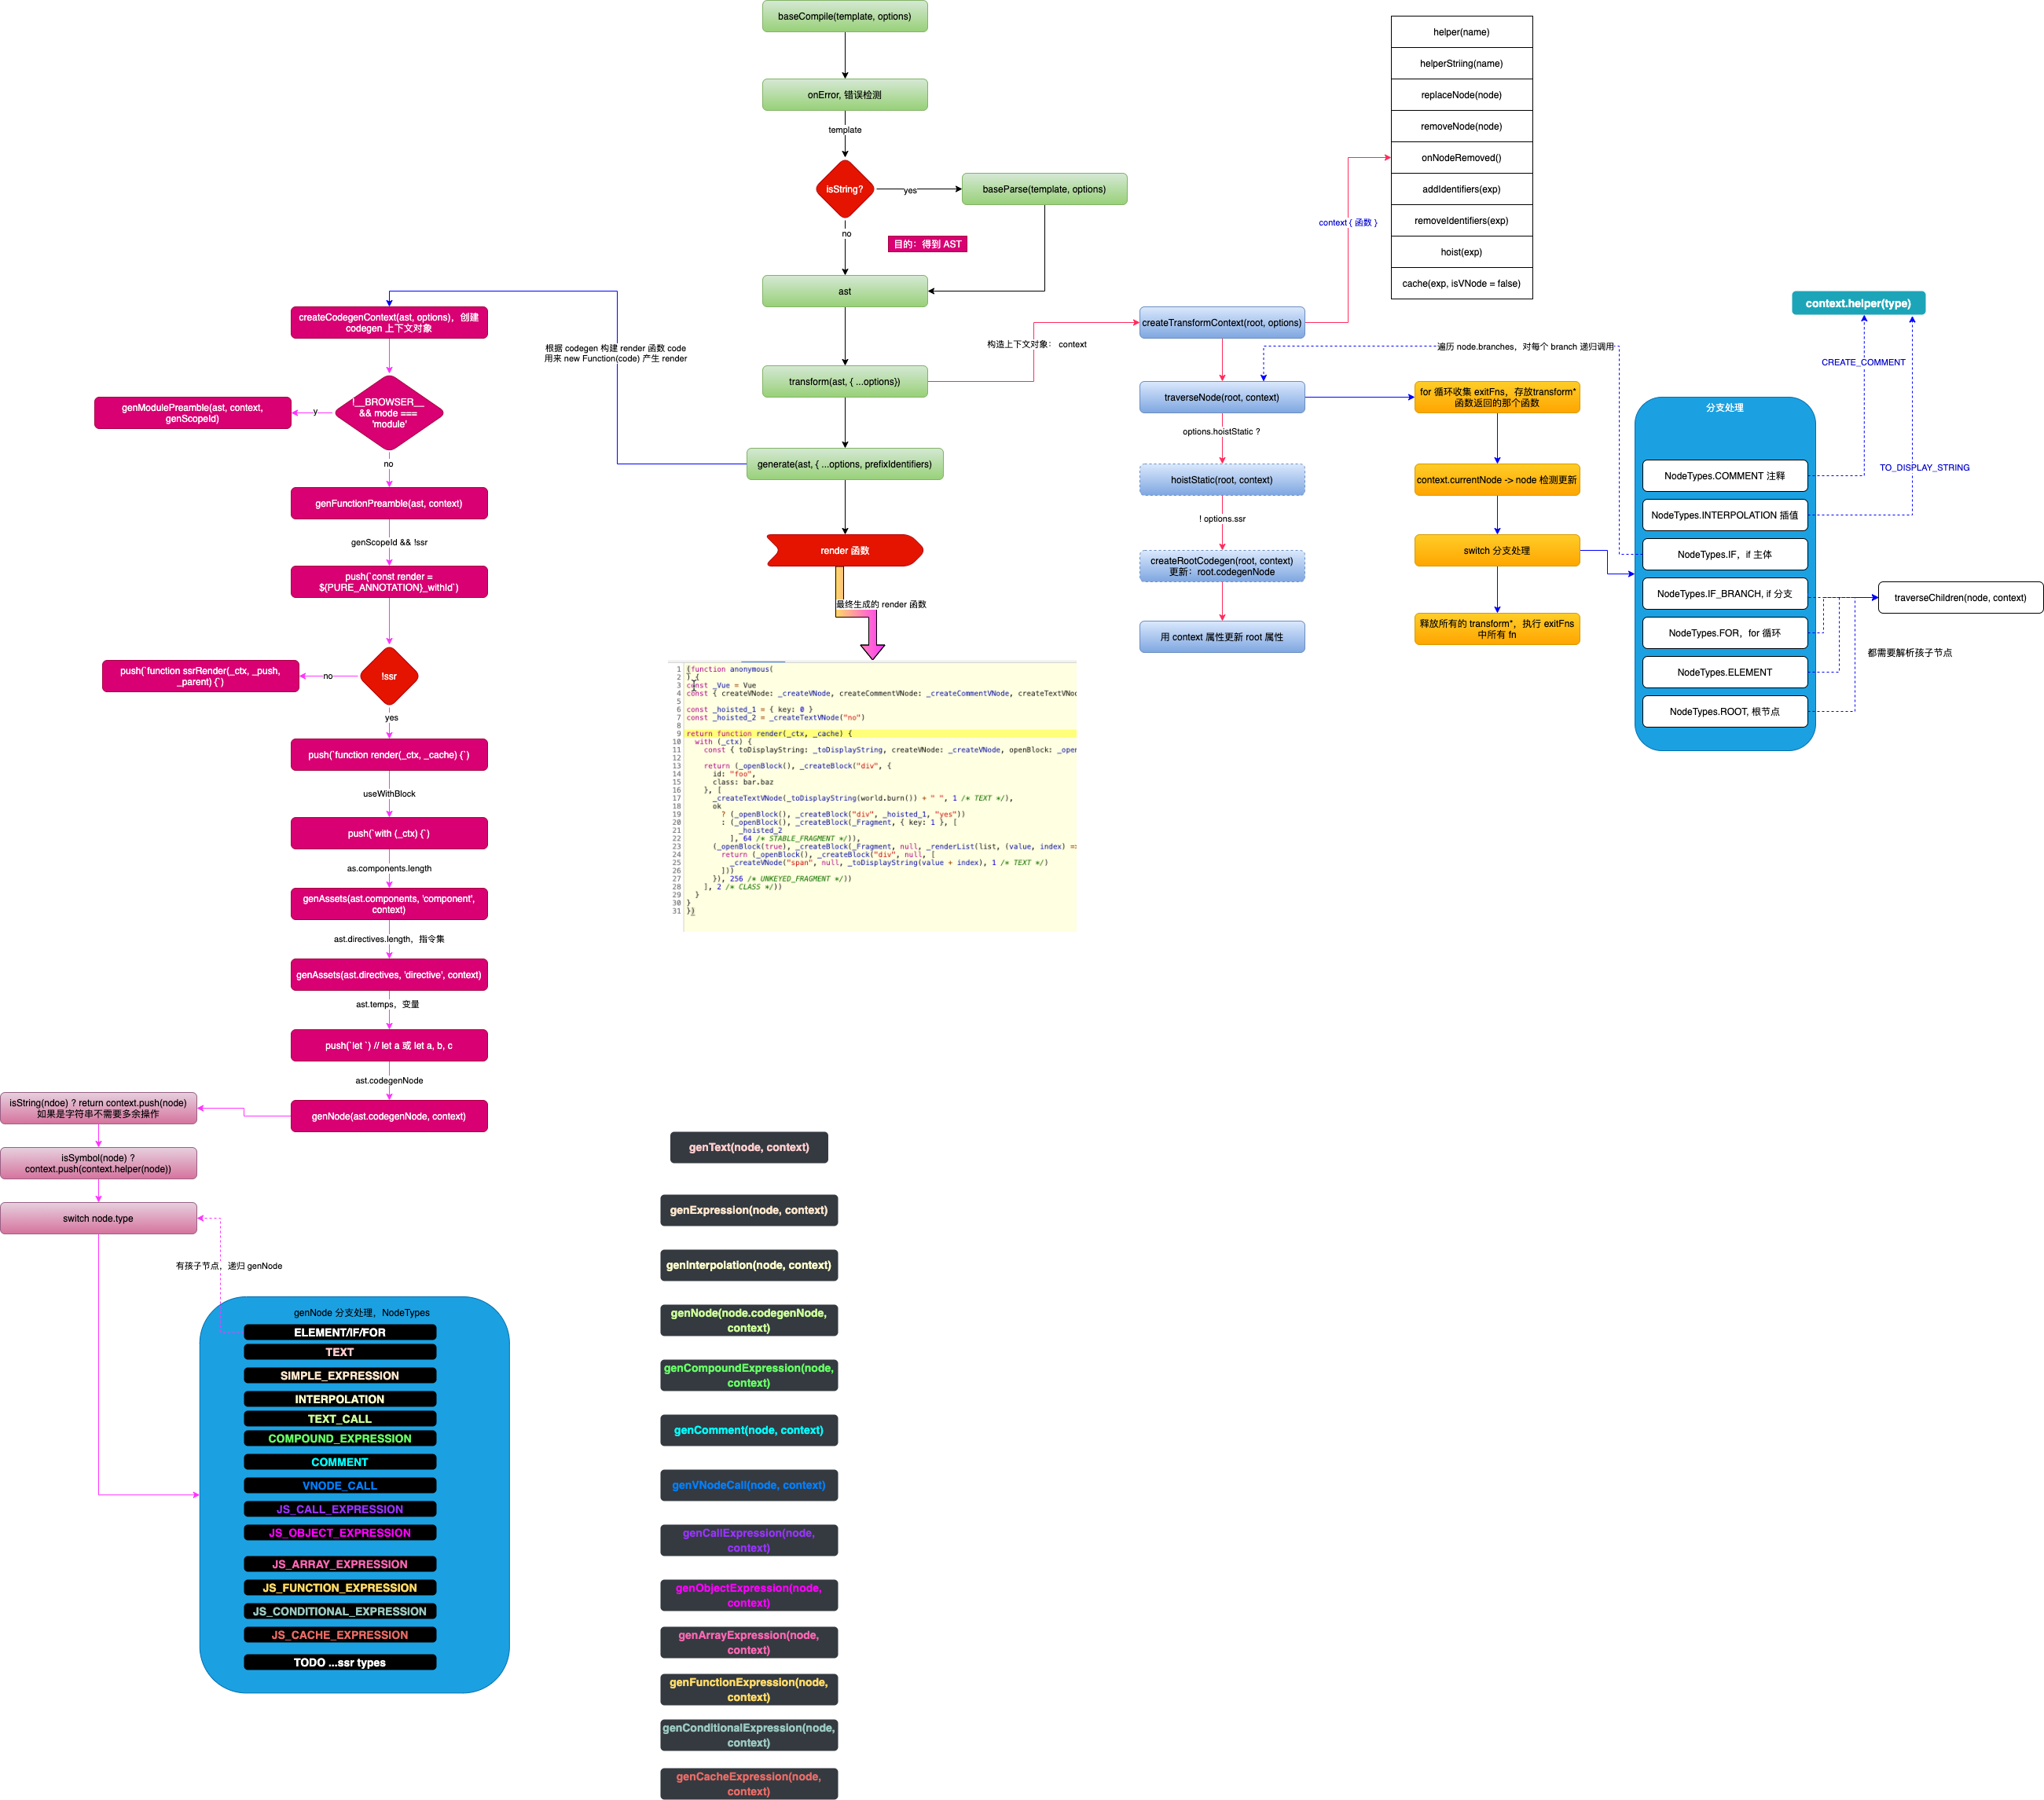 baseCompile(template, options)
onError, 错误检测
template
isString?
yes
baseParse(template, options)
no
目的：得到 AST
ast
transform(ast, { ...options})
generate(ast, { ...options, prefixIdentifiers)
render 函数
最终生成的 render 函数
根据 codegen 构建 render 函数 code
用来 new Function(code) 产生 render
构造上下文对象： context
createTransformContext(root, options)
context { 函数 }
helper(name)
helperStriing(name)
replaceNode(node)
removeNode(node)
onNodeRemoved()
addIdentifiers(exp)
removeIdentifiers(exp)
hoist(exp)
cache(exp, isVNode = false)
traverseNode(root, context)
options.hoistStatic ?
hoistStatic(root, context)
! options.ssr
createRootCodegen(root, context)
更新：root.codegenNode
用 context 属性更新 root 属性
遍历 node.branches，对每个 branch 递归调用
for 循环收集 exitFns，存放transform*
函数返回的那个函数
context.currentNode -> node 检测更新
switch 分支处理
释放所有的 transform*，执行 exitFns
中所有 fn
context.helper(type)
CREATE_COMMENT
TO_DISPLAY_STRING
分支处理
NodeTypes.COMMENT 注释
NodeTypes.INTERPOLATION 插值
NodeTypes.IF，if 主体
NodeTypes.IF_BRANCH, if 分支
NodeTypes.FOR，for 循环
NodeTypes.ELEMENT
NodeTypes.ROOT, 根节点
traverseChildren(node, context)
都需要解析孩子节点
createCodegenContext(ast, options)，创建
codegen 上下文对象
!__BROWSER__
&& mode ===
'module'
y
genModulePreamble(ast, context,
genScopeId)
no
genFunctionPreamble(ast, context)
genScopeId && !ssr
push(`const render =
${PURE_ANNOTATION}_withId`)
!ssr
no
push(`function ssrRender(_ctx, _push,
_parent) {`)
yes
push(`function render(_ctx, _cache) {`)
useWithBlock
push(`with (_ctx) {`)
as.components.length
genAssets(ast.components, 'component',
context)
ast.directives.length，指令集
genAssets(ast.directives, 'directive', context)
ast.temps，变量
push(`let `) // let a 或 let a, b, c
ast.codegenNode
genNode(ast.codegenNode, context)
isString(ndoe) ? return context.push(node)
如果是字符串不需要多余操作
isSymbol(node) ?
context.push(context.helper(node))
switch node.type
有孩子节点，递归 genNode
genNode 分支处理，NodeTypes
ELEMENT/IF/FOR
TEXT
SIMPLE_EXPRESSION
INTERPOLATION
TEXT_CALL
COMPOUND_EXPRESSION
COMMENT
VNODE_CALL
JS_CALL_EXPRESSION
JS_OBJECT_EXPRESSION
JS_ARRAY_EXPRESSION
JS_FUNCTION_EXPRESSION
JS_CONDITIONAL_EXPRESSION
JS_CACHE_EXPRESSION
TODO ...ssr types
1 (function anonymous(
2 ) {
3 const _Vue = Vue
4 const { createVNode: _createVNode, createCommentVNode: _createCommentVNode, createTextVNod
5
6 const _hoisted_1 = { key: 0 }
7 const _hoisted_2 = _createTextVNode("no")
8
9 return function render(_ctx, _cache) {
10 with (_ctx) {
11 const { toDisplayString: _toDisplayString, createVNode: _createVNode, openBlock: _open
12
13 return (_openBlock(), _createBlock("div", {
14 id: "foo",
15 class: bar.baz
16 }, [
17 _createTextVNode(_toDisplayString(world.burn()) + " ", 1 /* TEXT */),
18 ok
19 ? (_openBlock(), _createBlock("div", _hoisted_1, "yes"))
20 : (_openBlock(), _createBlock(_Fragment, { key: 1 }, [
21 _hoisted_2
22 ], 64 /* STABLE_FRAGMENT */)),
23 (_openBlock(true), _createBlock(_Fragment, null, _renderList(list, (value, index) =>
24 return (_openBlock(), _createBlock("div", null, [
25 _createVNode("span", null, _toDisplayString(value + index), 1 /* TEXT */)
26 ]))
27 }), 256 /* UNKEYED_FRAGMENT */))
28 ], 2 /* CLASS */))
29 }
30 }
31 })
genText(node, context)
genExpression(node, context)
genInterpolation(node, context)
genNode(node.codegenNode,
context)
genCompoundExpression(node,
context)
genComment(node, context)
genVNodeCall(node, context)
genCallExpression(node,
context)
genObjectExpression(node,
context)
genArrayExpression(node,
context)
genFunctionExpression(node,
context)
genConditionalExpression(node,
context)
genCacheExpression(node,
context)